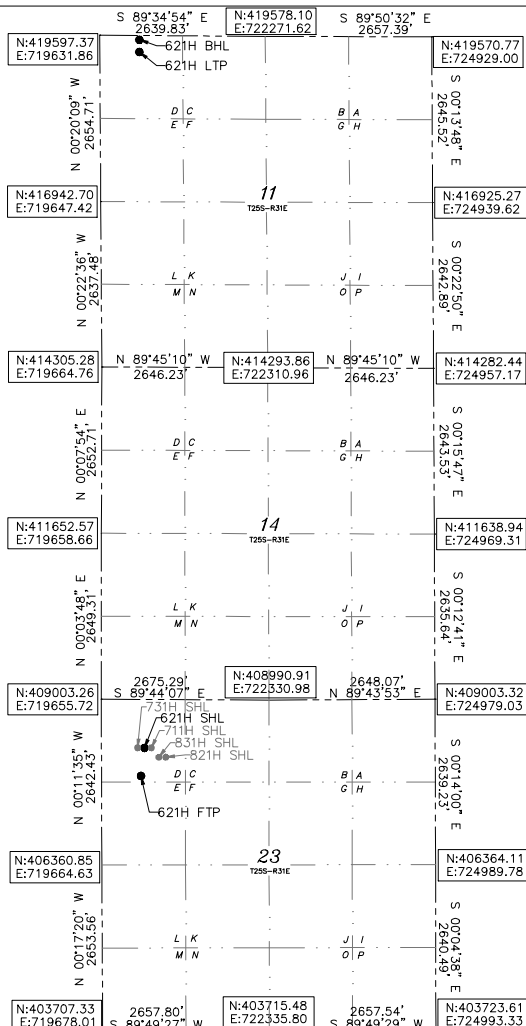 S 89°34'54" E
2639.83'
N:419578.10
E:722271.62
S 89°50'32" E
2657.39'
N:419597.37
E:719631.86
621H BHL
621H LTP
N:419570.77
E:724929.00
N 00°20'09" W
2654.71'
D C
E F
B A
G H
S 00°13'48" E
2645.52'
N:416942.70
E:719647.42
11
T25S-R31E
N:416925.27
E:724939.62
N 00°22'36" W
2637.48'
L K
M N
J I
O P
S 00°22'50" E
2642.89'
N:414305.28
E:719664.76
N 89°45'10" W
2646.23'
N:414293.86
E:722310.96
N 89°45'10" W
2646.23'
N:414282.44
E:724957.17
N 00°07'54" E
2652.71'
D C
E F
B A
G H
S 00°15'47" E
2643.53'
N:411652.57
E:719658.66
14
T25S-R31E
N:411638.94
E:724969.31
N 00°03'48" E
2649.31'
L K
M N
J I
O P
S 00°12'41" E
2635.64'
N:409003.26
E:719655.72
2675.29'
S 89°44'07" E
N:408990.91
E:722330.98
2648.07'
N 89°43'53" E
N:409003.32
E:724979.03
731H SHL
621H SHL
711H SHL
831H SHL
821H SHL
N 00°11'35" W
2642.43'
D C
E F
B A
G H
S 00°14'00" E
2639.23'
621H FTP
N:406360.85
E:719664.63
23
T25S-R31E
N:406364.11
E:724989.78
N 00°17'20" W
2653.56'
L K
M N
J I
O P
S 00°04'38" E
2640.49'
N:403707.33
E:719678.01
2657.80'
S 89°49'27" W
N:403715.48
E:722335.80
2657.54'
S 89°49'29" W
N:403723.61
E:724993.33